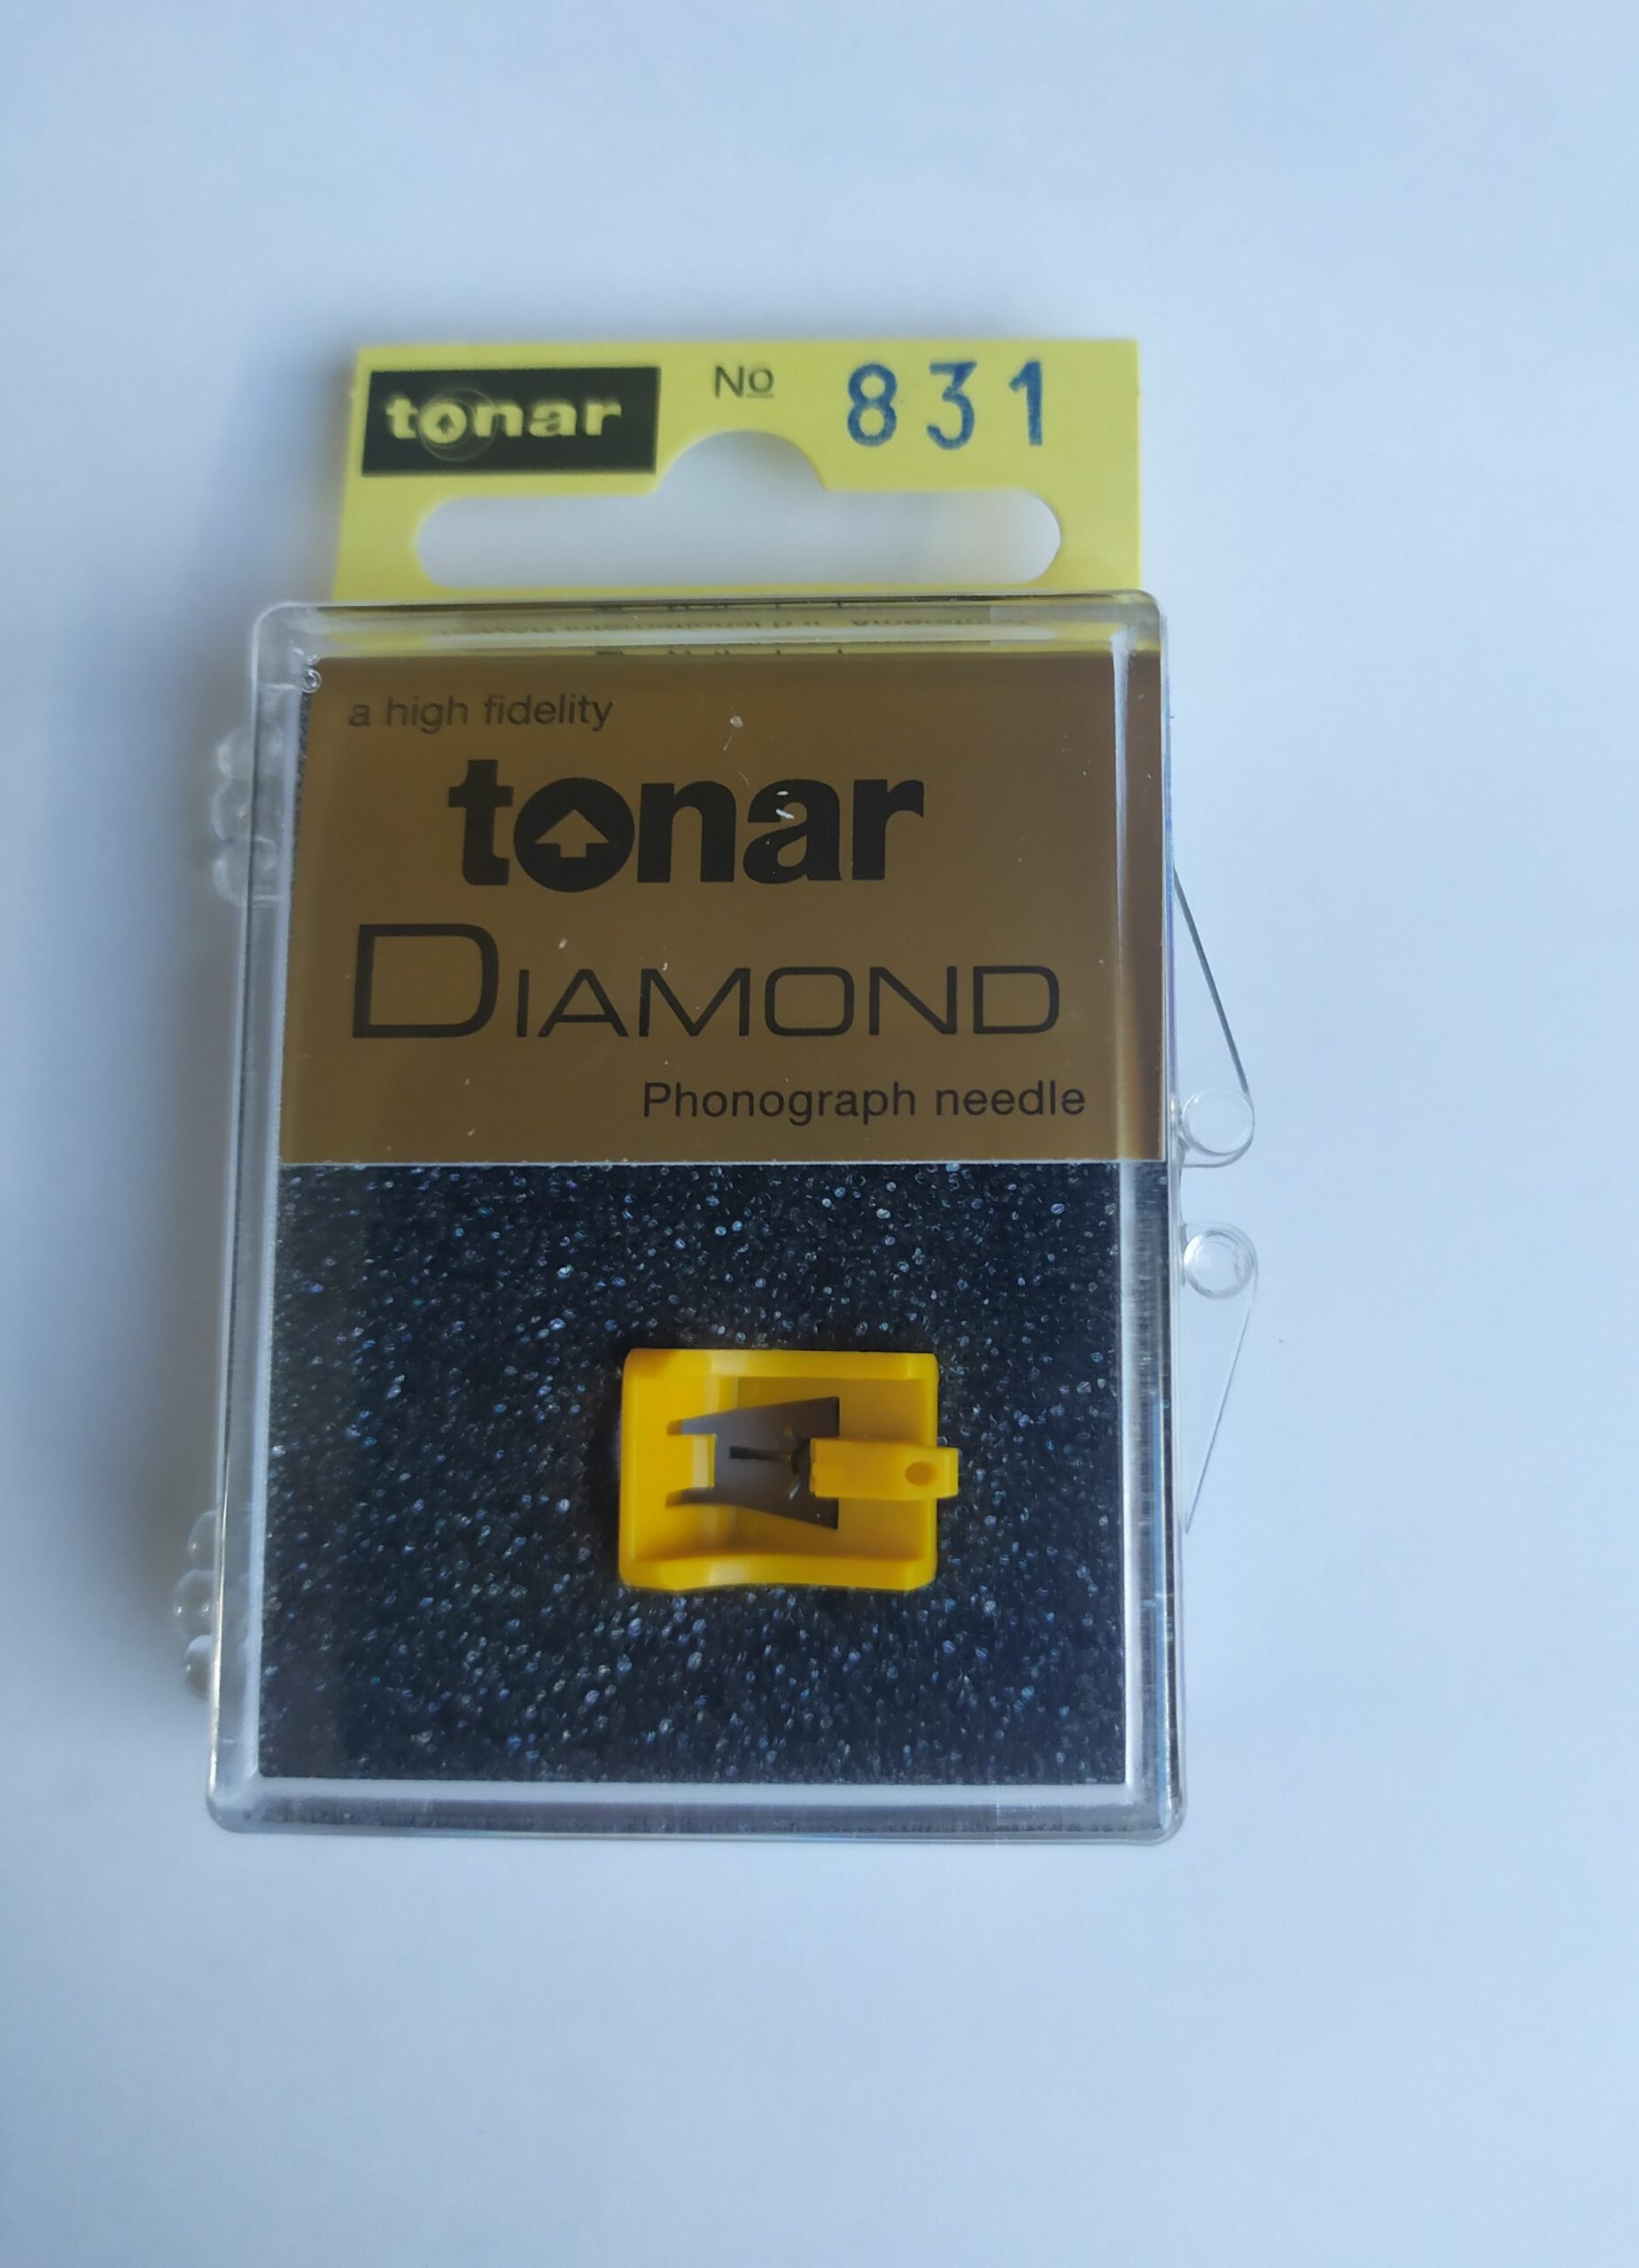 tonar No 831
a high fidelity
tonar
DIAMOND
Phonograph needle